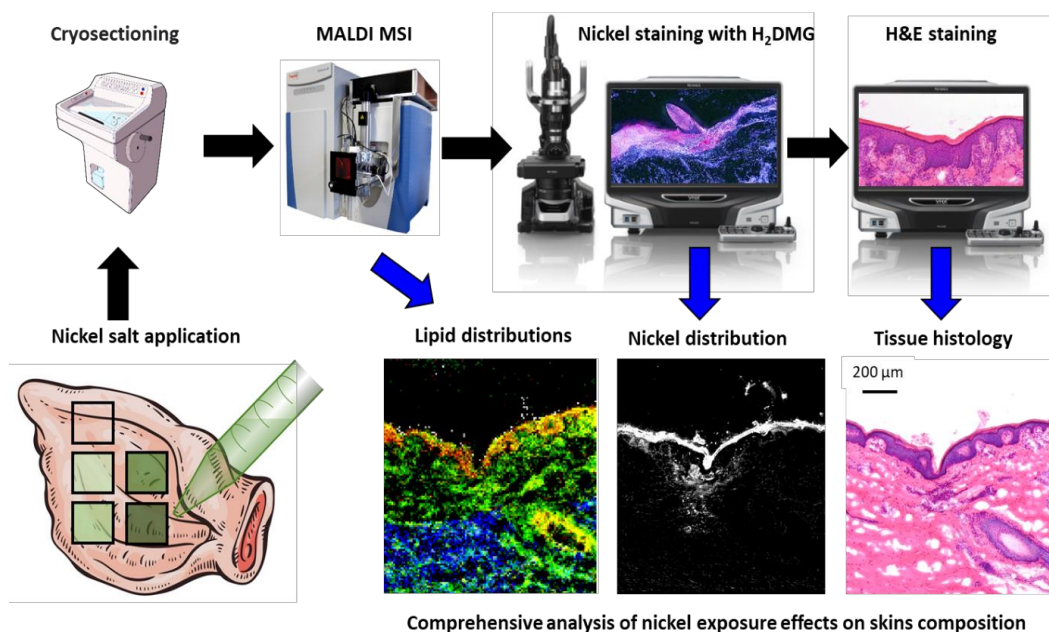 Cryosectioning
MALDI MSI
Nickel staining with H₂DMG
H&E staining
Nickel salt application
Lipid distributions
Nickel distribution
Tissue histology
200 µm
Comprehensive analysis of nickel exposure effects on skins composition